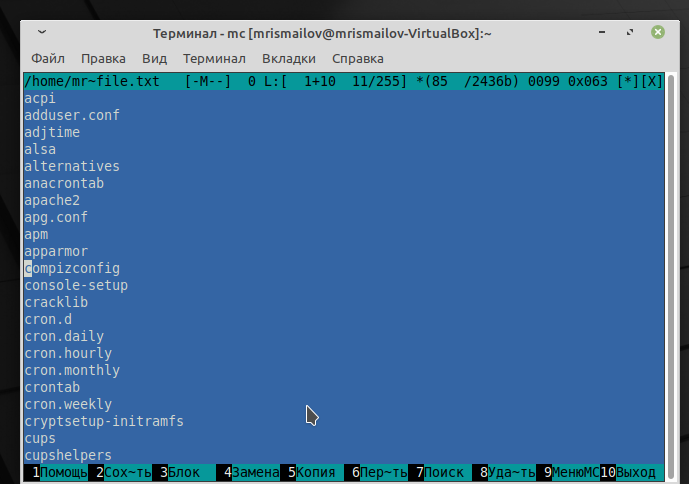 Терминал - mc [mrismailov@mrismailov-VirtualBox]:~
Файл Правка Вид Терминал Вкладки Справка
/home/mr~file.txt [-M--] 0 L:[ 1+10 11/255] *(85 /2436b) 0099 0x063 [*][X]
acpi
adduser.conf
adjtime
alsa
alternatives
anacrontab
apache2
apg.conf
apm
apparmor
compizconfig
console-setup
cracklib
cron.d
cron.daily
cron.hourly
cron.monthly
crontab
cron.weekly
cryptsetup-initramfs
cups
cupshelpers
1Помощь 2Сох~ть 3Блок 4Замена 5Копия 6Пер~ть 7Поиск 8Уда~ть 9МенюMC 10Выход